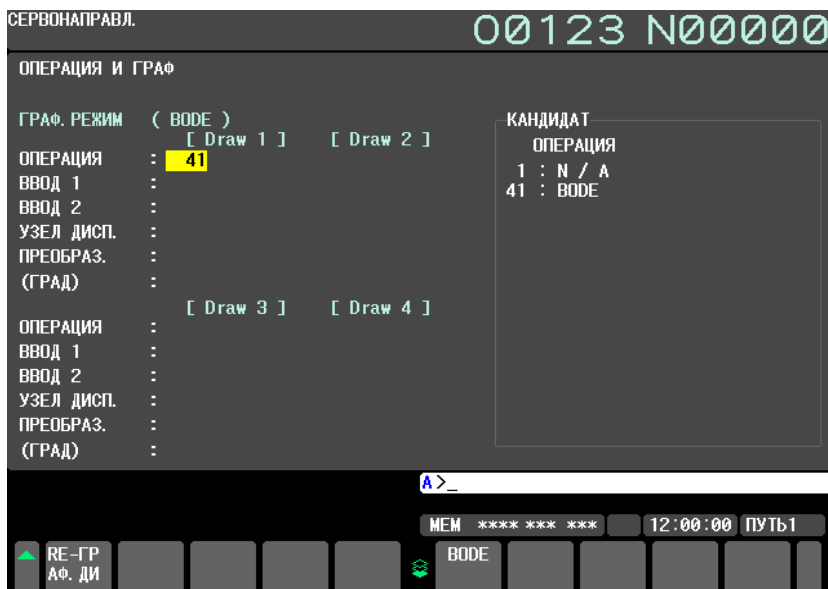 СЕРВОНАПРАВЛ.
O0123 N00000
ОПЕРАЦИЯ И ГРАФ
ГРАФ. РЕЖИМ ( BODE )
[ Draw 1 ] [ Draw 2 ]
ОПЕРАЦИЯ : 41
ВВОД 1 :
ВВОД 2 :
УЗЕЛ ДИСП. :
ПРЕОБРАЗ. :
(ГРАД) :
[ Draw 3 ] [ Draw 4 ]
ОПЕРАЦИЯ :
ВВОД 1 :
ВВОД 2 :
УЗЕЛ ДИСП. :
ПРЕОБРАЗ. :
(ГРАД) :
КАНДИДАТ
ОПЕРАЦИЯ
1 : N / A
41 : BODE
A >_
MEM **** *** *** 12:00:00 ПУТЬ1
RE-ГР
АФ. ДИ
BODE